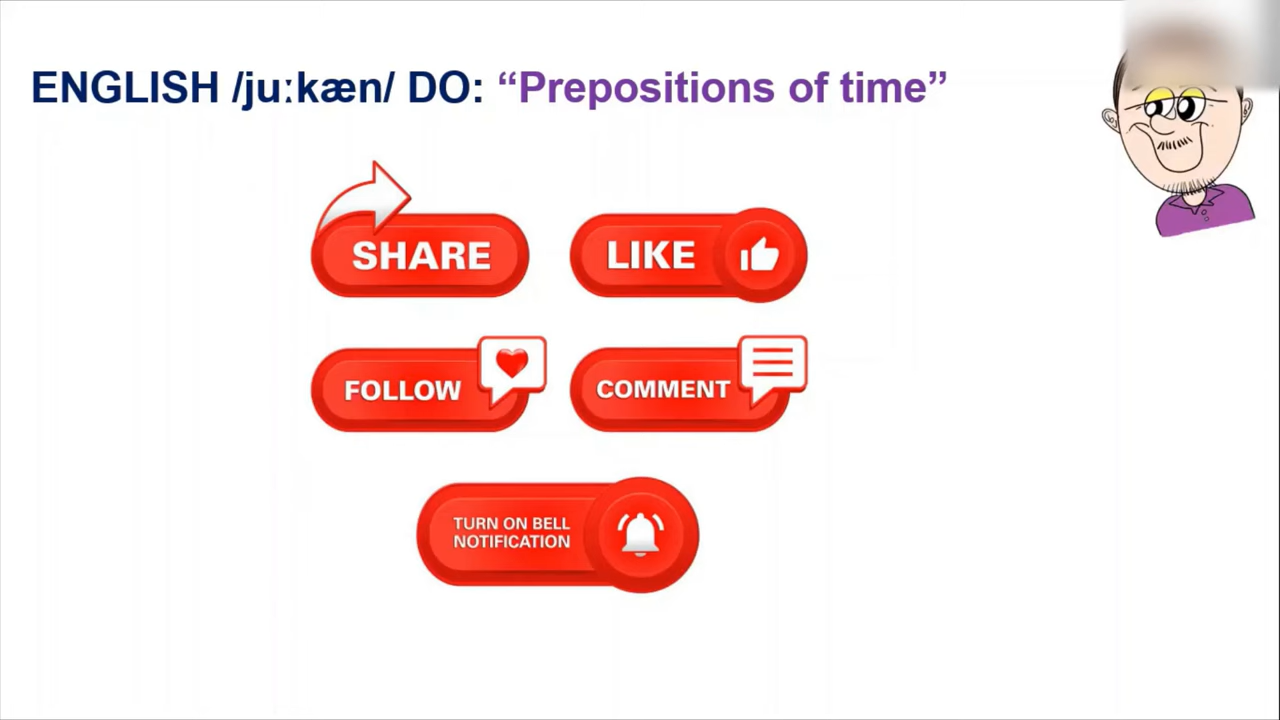 ENGLISH /juːkæn/ DO: “Prepositions of time”
SHARE
LIKE
FOLLOW
COMMENT
TURN ON BELL
NOTIFICATION